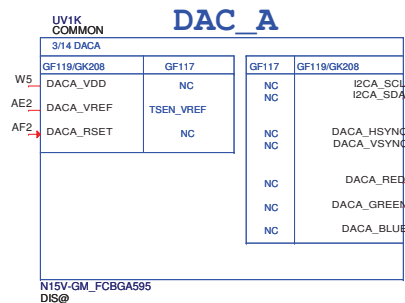 DAC_A
UV1K
COMMON
3/14 DACA
GF119/GK208 GF117 GF117 GF119/GK208
W5 DACA_VDD NC NC I2CA_SCL
NC I2CA_SDA
AE2 DACA_VREF TSEN_VREF
AF2 DACA_RSET NC NC DACA_HSYNC
NC DACA_VSYNC
NC DACA_RED
NC DACA_GREEN
NC DACA_BLUE
N15V-GM_FCBGA595
DIS@